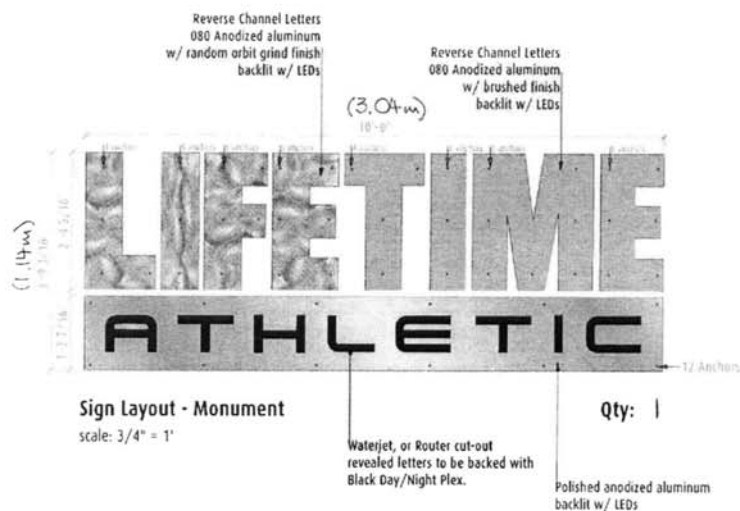 Reverse Channel Letters
080 Anodized aluminum
w/ random orbit grind finish
backlit w/ LEDs
Reverse Channel Letters
080 Anodized aluminum
w/ brushed finish
backlit w/ LEDs
(3.04m)
10'-0"
LIFETIME
(1.14m)
ATHLETIC
12 Anchors
Sign Layout - Monument
Qty: 1
scale: 3/4" = 1'
Waterjet, or Router cut-out
revealed letters to be backed with
Black Day/Night Plex.
Polished anodized aluminum
backlit w/ LEDs